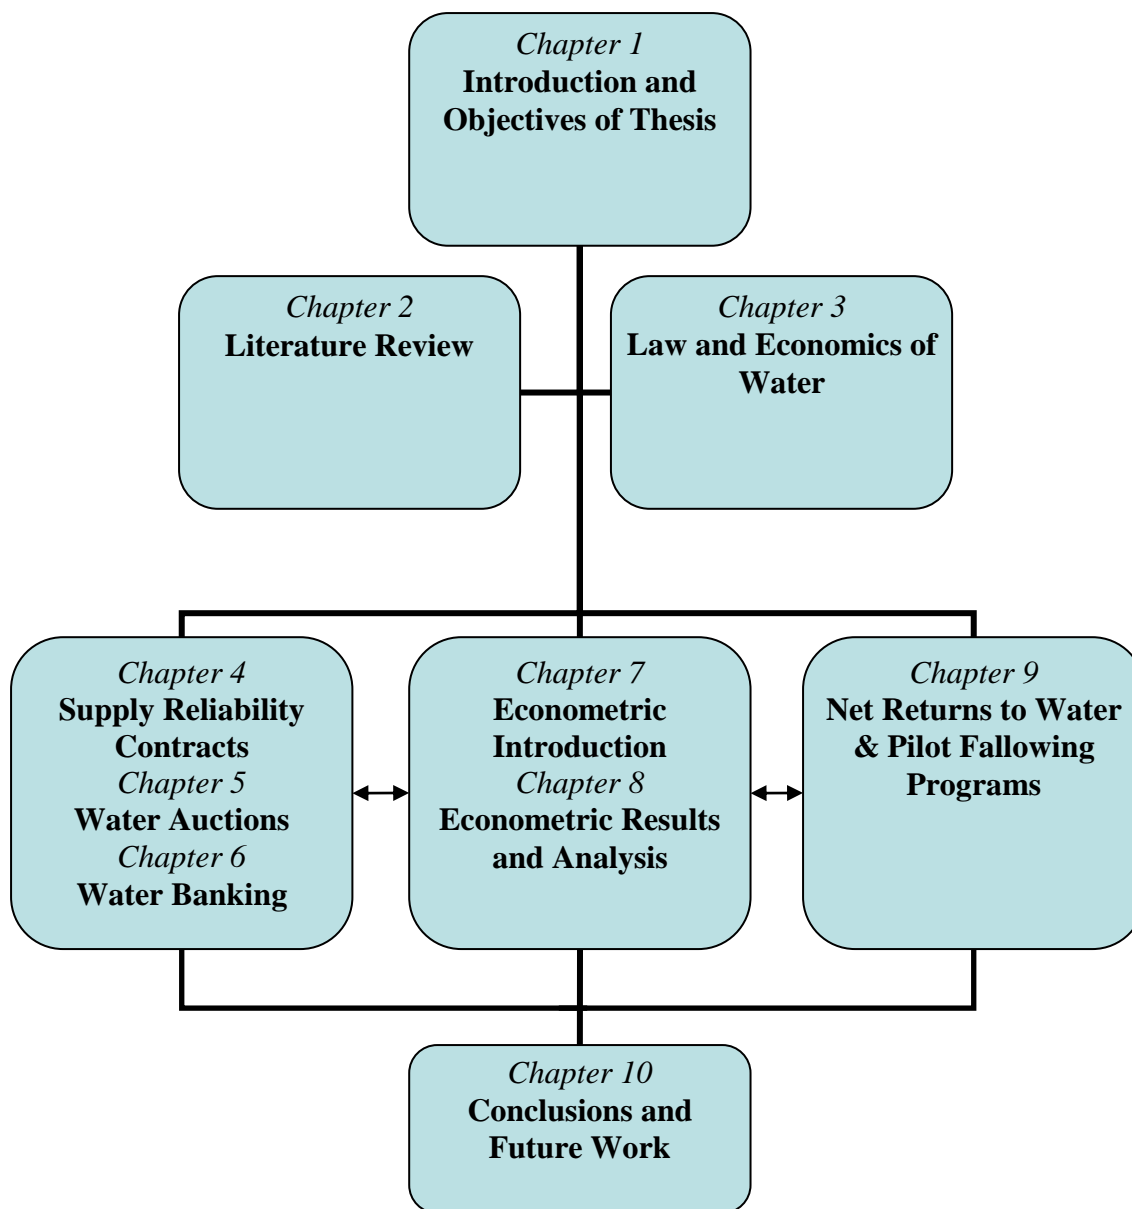 Chapter 1
Introduction and
Objectives of Thesis
Chapter 2
Literature Review
Chapter 3
Law and Economics of
Water
Chapter 4
Supply Reliability
Contracts
Chapter 5
Water Auctions
Chapter 6
Water Banking
Chapter 7
Econometric
Introduction
Chapter 8
Econometric Results
and Analysis
Chapter 9
Net Returns to Water
& Pilot Fallowing
Programs
Chapter 10
Conclusions and
Future Work